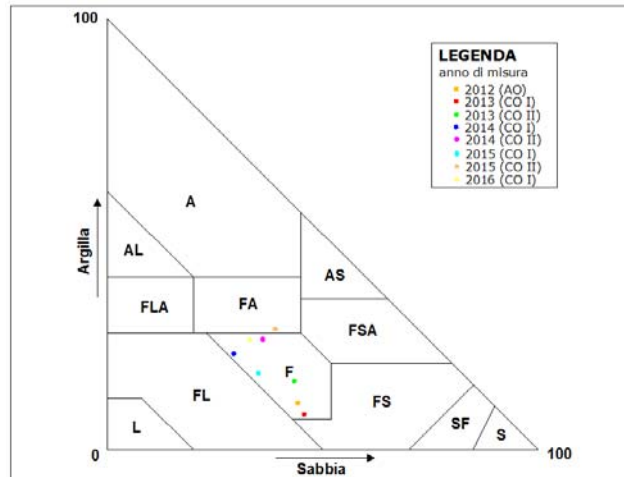 100
LEGENDA
anno di misura
2012 (AO)
2013 (CO I)
2013 (CO II)
2014 (CO I)
2014 (CO II)
2015 (CO I)
2015 (CO II)
2016 (CO I)
A
Argilla
AL
AS
FLA
FA
FSA
F
FL
FS
L
SF
S
0
100
Sabbia